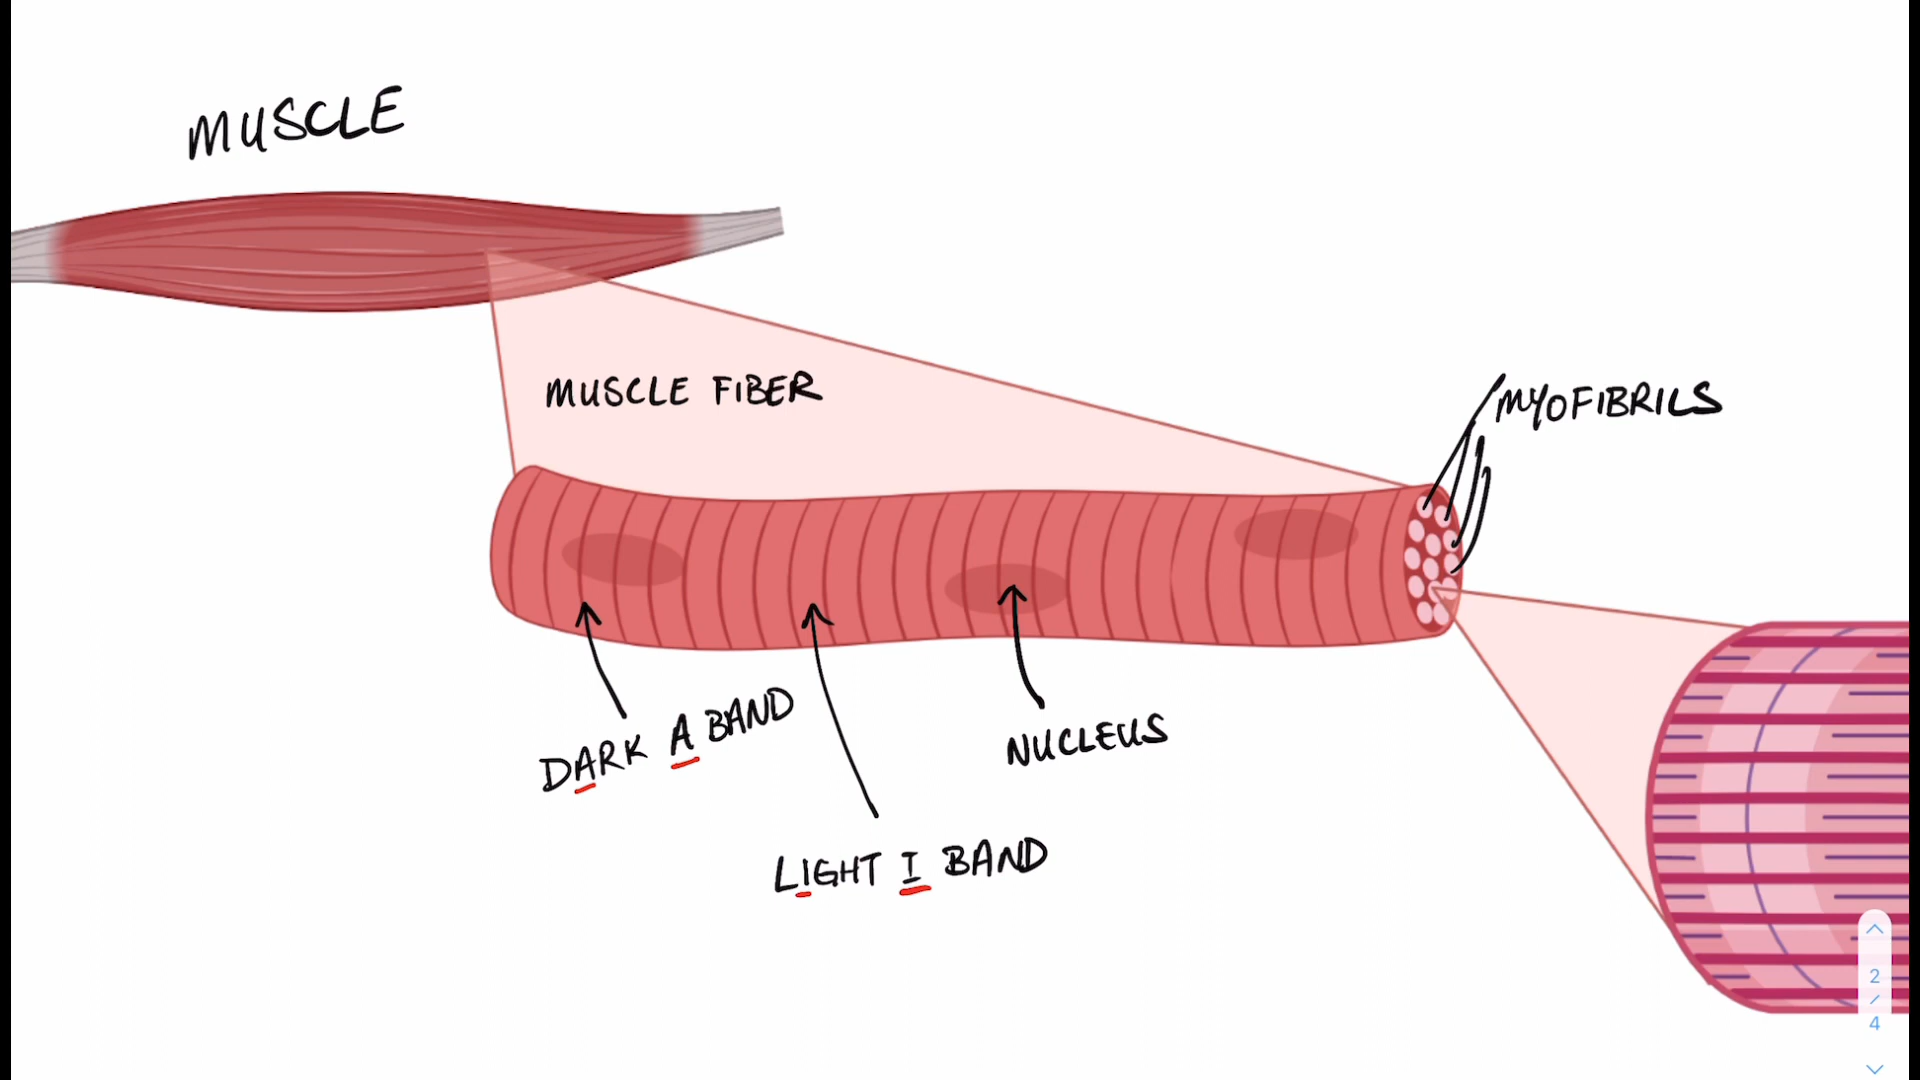 MUSCLE
MUSCLE FIBER
MYOFIBRILS
DARK A BAND
NUCLEUS
LIGHT I BAND
2
/
4